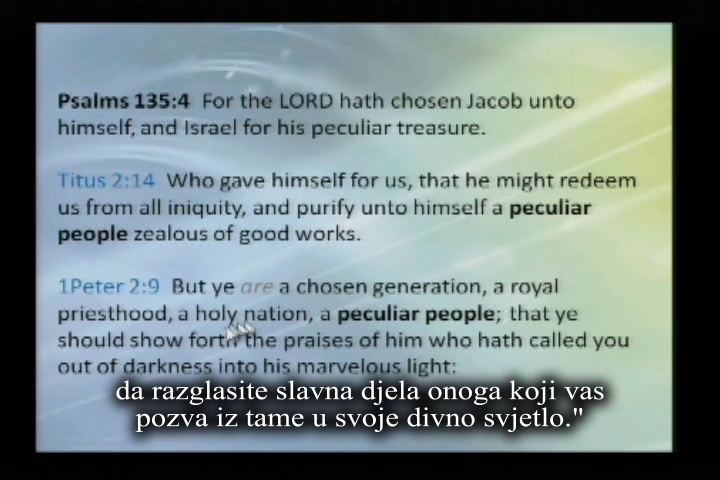 Psalms 135:4 For the LORD hath chosen Jacob unto
himself, and Israel for his peculiar treasure.
Titus 2:14 Who gave himself for us, that he might redeem
us from all iniquity, and purify unto himself a peculiar
people zealous of good works.
1Peter 2:9 But ye are a chosen generation, a royal
priesthood, a holy nation, a peculiar people; that ye
should show forth the praises of him who hath called you
out of darkness into his marvelous light:
da razglasite slavna djela onoga koji vas
pozva iz tame u svoje divno svjetlo."